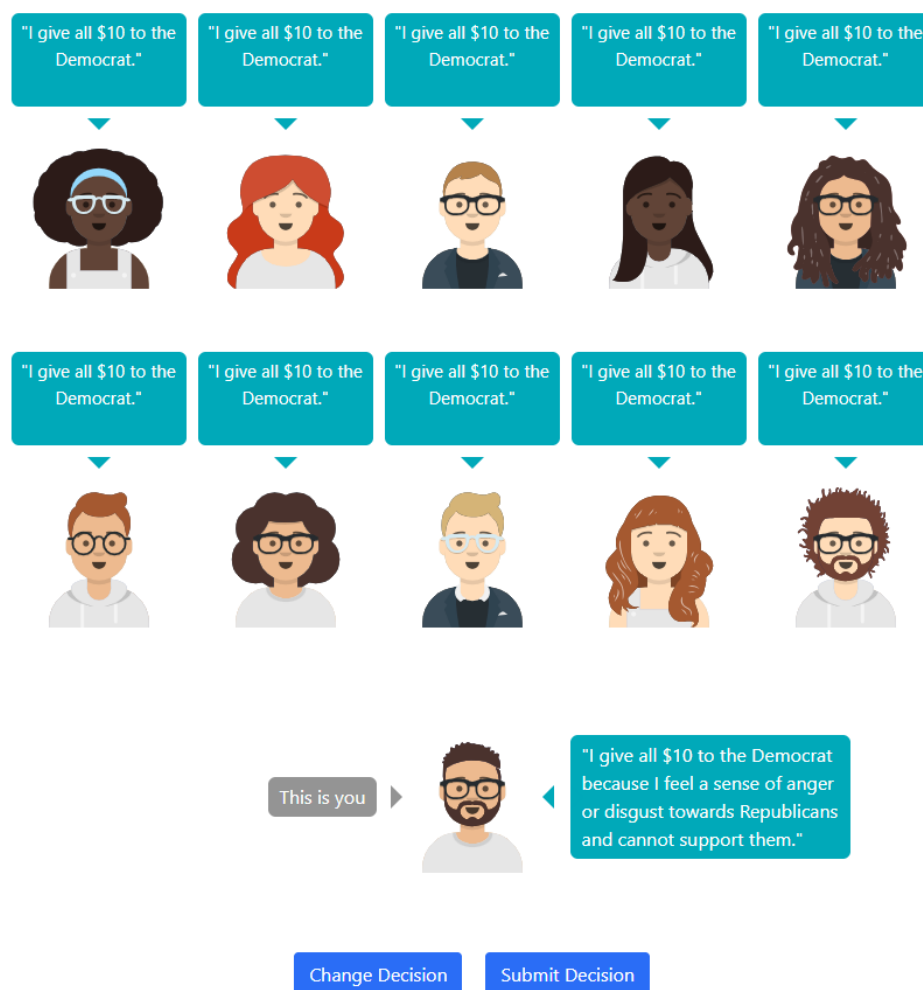 "I give all $10 to the
Democrat."
"I give all $10 to the
Democrat."
"I give all $10 to the
Democrat."
"I give all $10 to the
Democrat."
"I give all $10 to the
Democrat."
"I give all $10 to the
Democrat."
"I give all $10 to the
Democrat."
"I give all $10 to the
Democrat."
"I give all $10 to the
Democrat."
"I give all $10 to the
Democrat."
This is you
"I give all $10 to the Democrat
because I feel a sense of anger
or disgust towards Republicans
and cannot support them."
Change Decision
Submit Decision